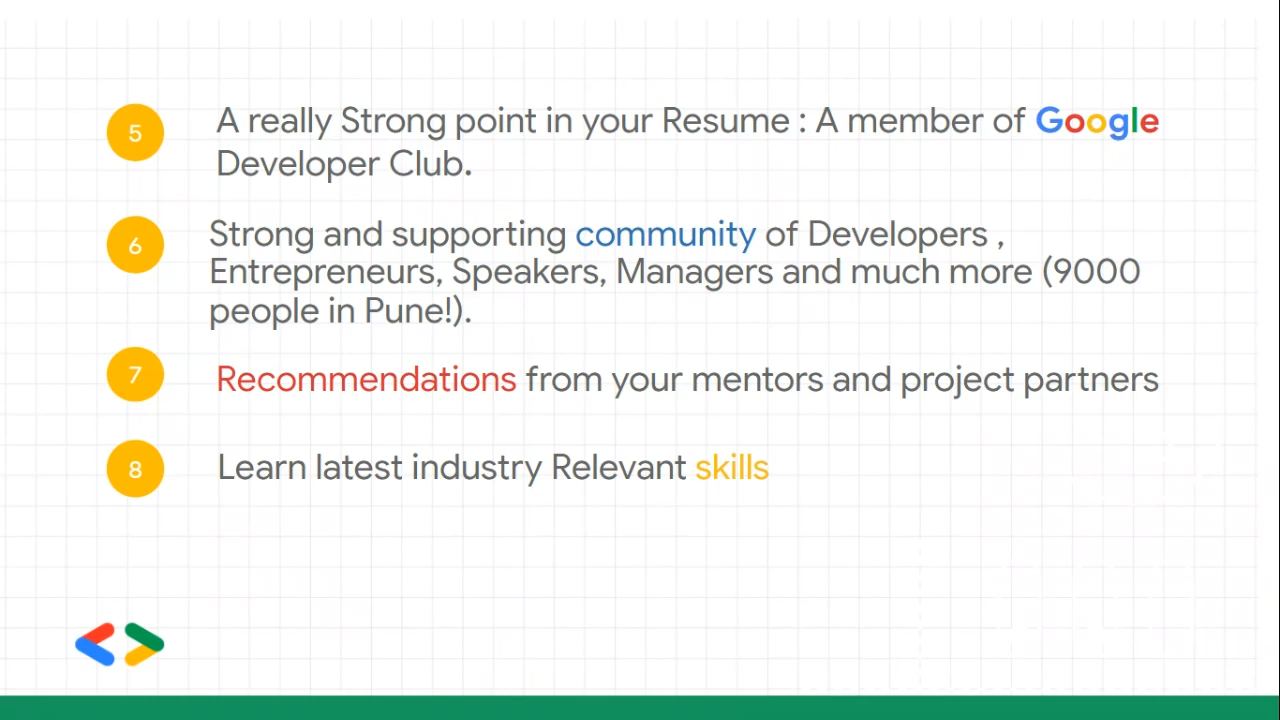 5 A really Strong point in your Resume : A member of Google
Developer Club.
6 Strong and supporting community of Developers ,
Entrepreneurs, Speakers, Managers and much more (9000
people in Pune!).
7 Recommendations from your mentors and project partners
8 Learn latest industry Relevant skills